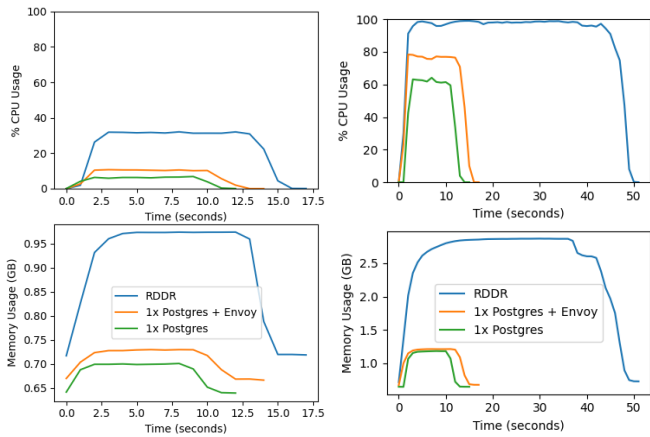 100
80
60
40
20
0
% CPU Usage
0.0 2.5 5.0 7.5 10.0 12.5 15.0 17.5
Time (seconds)
100
80
60
40
20
0
% CPU Usage
0 10 20 30 40 50
Time (seconds)
0.95
0.90
0.85
0.80
0.75
0.70
0.65
Memory Usage (GB)
RDDR
1x Postgres + Envoy
1x Postgres
0.0 2.5 5.0 7.5 10.0 12.5 15.0 17.5
Time (seconds)
2.5
2.0
1.5
1.0
Memory Usage (GB)
RDDR
1x Postgres + Envoy
1x Postgres
0 10 20 30 40 50
Time (seconds)